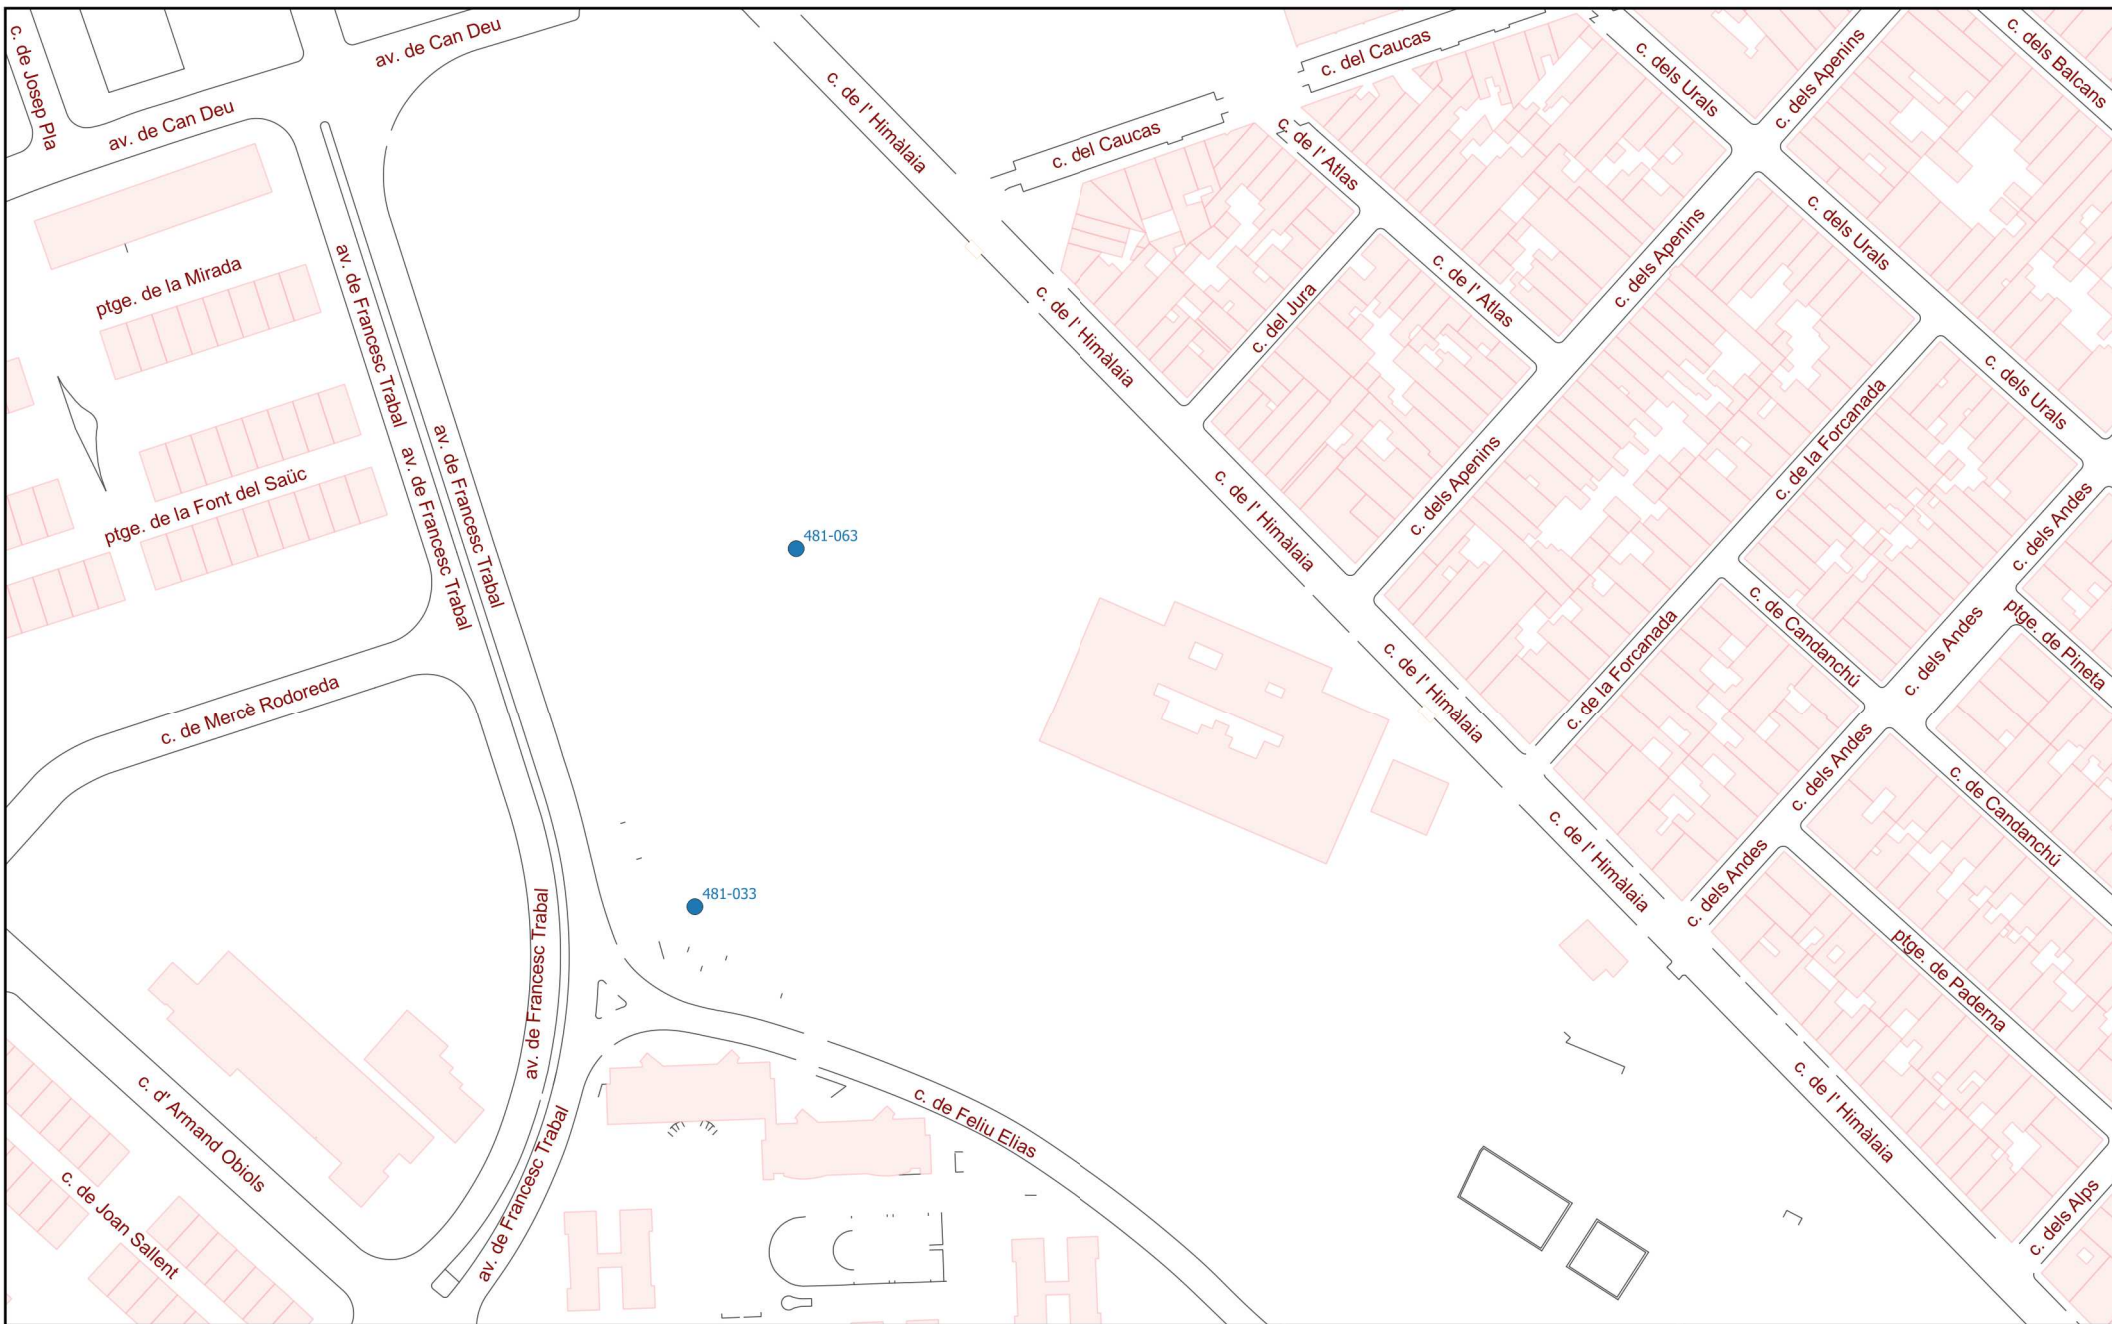 c. de Josep Pla
av. de Can Deu
av. de Can Deu
c. de l' Himàlaia
c. del Caucas
c. del Caucas
c. dels Urals
c. dels Apenins
c. dels Balcans
c. de l' Atlas
c. de l' Atlas
c. dels Apenins
c. dels Urals
ptge. de la Mirada
av. de Francesc Trabal
c. de l' Himàlaia
c. del Jura
c. dels Urals
c. de la Forcanada
av. de Francesc Trabal
av. de Francesc Trabal
ptge. de la Font del Saüc
c. de l' Himàlaia
c. dels Apenins
c. dels Andes
481-063
c. de Candanchú
ptge. de Pineta
c. dels Andes
c. de la Forcanada
c. de l' Himàlaia
c. de Mercè Rodoreda
c. dels Andes
c. de Candanchú
c. de l' Himàlaia
c. dels Andes
481-033
av. de Francesc Trabal
ptge. de Paderna
c. d' Armand Obiols
c. de Feliu Elias
c. de l' Himàlaia
av. de Francesc Trabal
c. de Joan Sallent
c. dels Alps